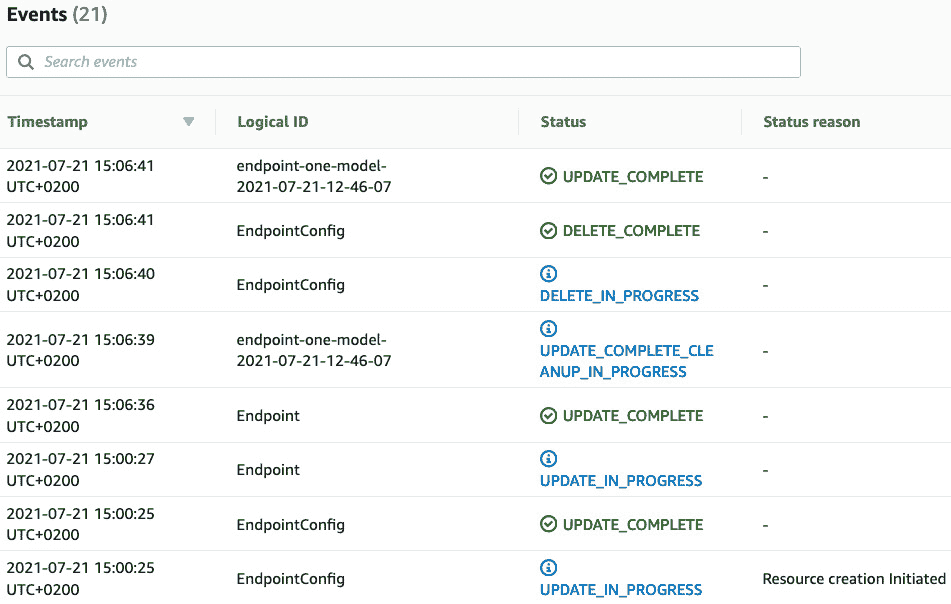 Events (21)
Search events
Timestamp Logical ID Status Status reason
2021-07-21 15:06:41
UTC+0200
endpoint-one-model-
2021-07-21-12-46-07
UPDATE_COMPLETE
-
2021-07-21 15:06:41
UTC+0200
EndpointConfig
DELETE_COMPLETE
-
2021-07-21 15:06:40
UTC+0200
EndpointConfig
DELETE_IN_PROGRESS
-
2021-07-21 15:06:39
UTC+0200
endpoint-one-model-
2021-07-21-12-46-07
UPDATE_COMPLETE_CLE
ANUP_IN_PROGRESS
-
2021-07-21 15:06:36
UTC+0200
Endpoint
UPDATE_COMPLETE
-
2021-07-21 15:00:27
UTC+0200
Endpoint
UPDATE_IN_PROGRESS
-
2021-07-21 15:00:25
UTC+0200
EndpointConfig
UPDATE_COMPLETE
-
2021-07-21 15:00:25
UTC+0200
EndpointConfig
UPDATE_IN_PROGRESS
Resource creation Initiated